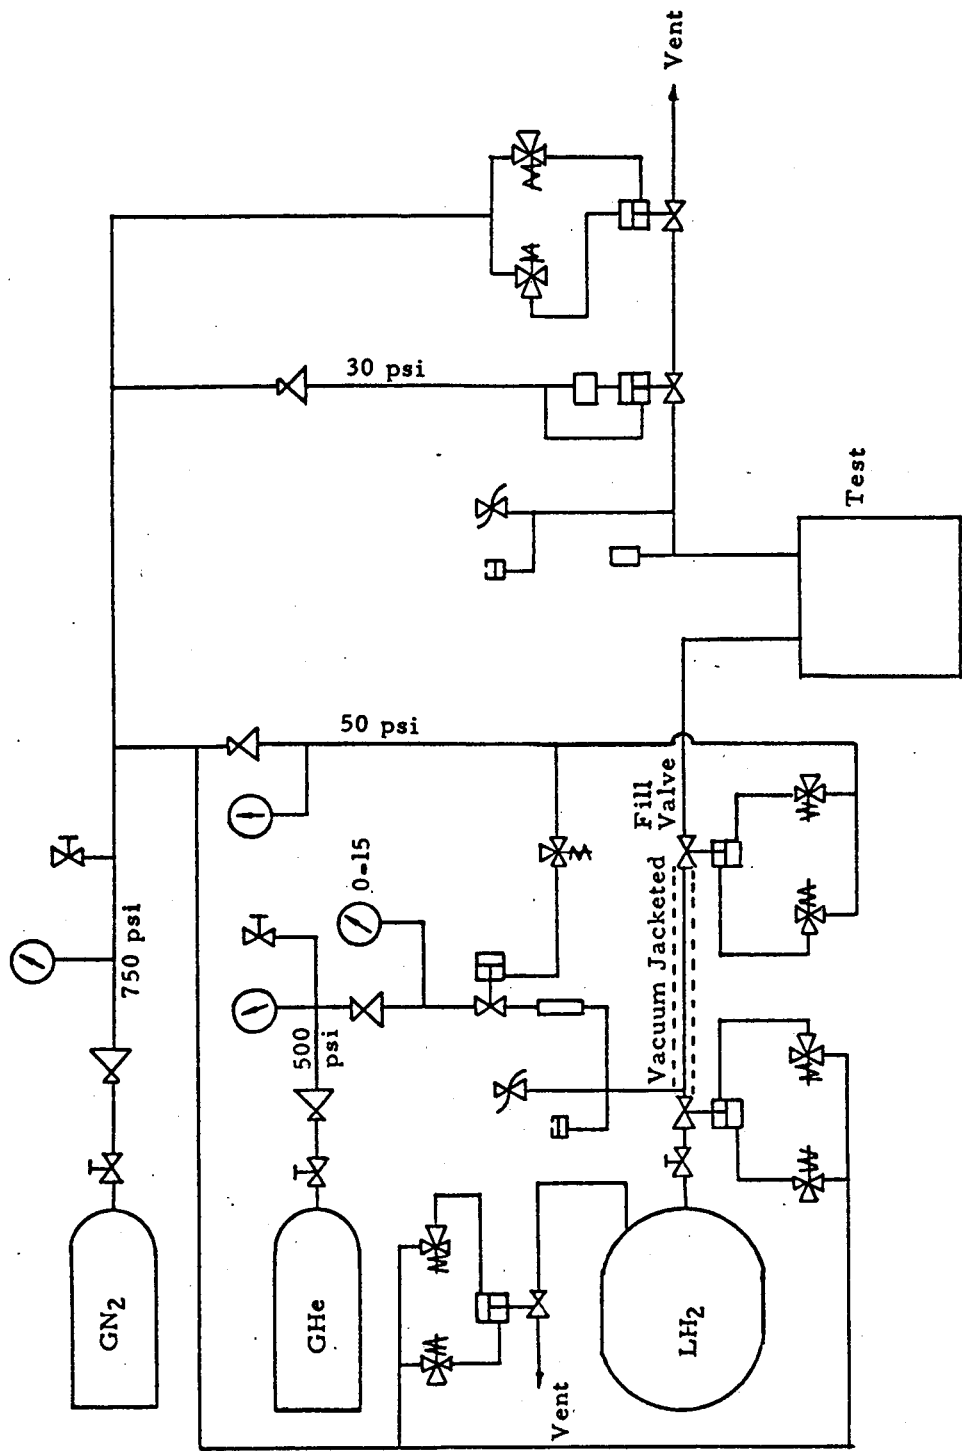 Vent
30 psi
Test
50 psi
Fill
Valve
0-15
750 psi
Vacuum Jacketed
500
psi
GN2
GHe
LH2
Vent